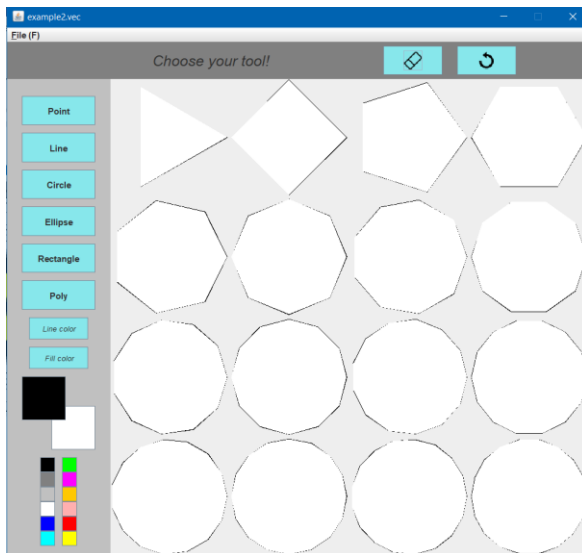 example2.vec
File (F)
Choose your tool!
Point
Line
Circle
Ellipse
Rectangle
Poly
Line color
Fill color